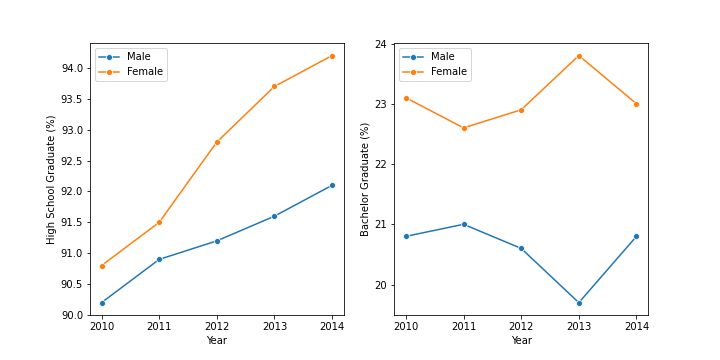 Male
Female
94.0
93.5
93.0
92.5
92.0
91.5
91.0
90.5
90.0
High School Graduate (%)
2010 2011 2012 2013 2014
Year
Male
Female
24
23
22
21
20
Bachelor Graduate (%)
2010 2011 2012 2013 2014
Year